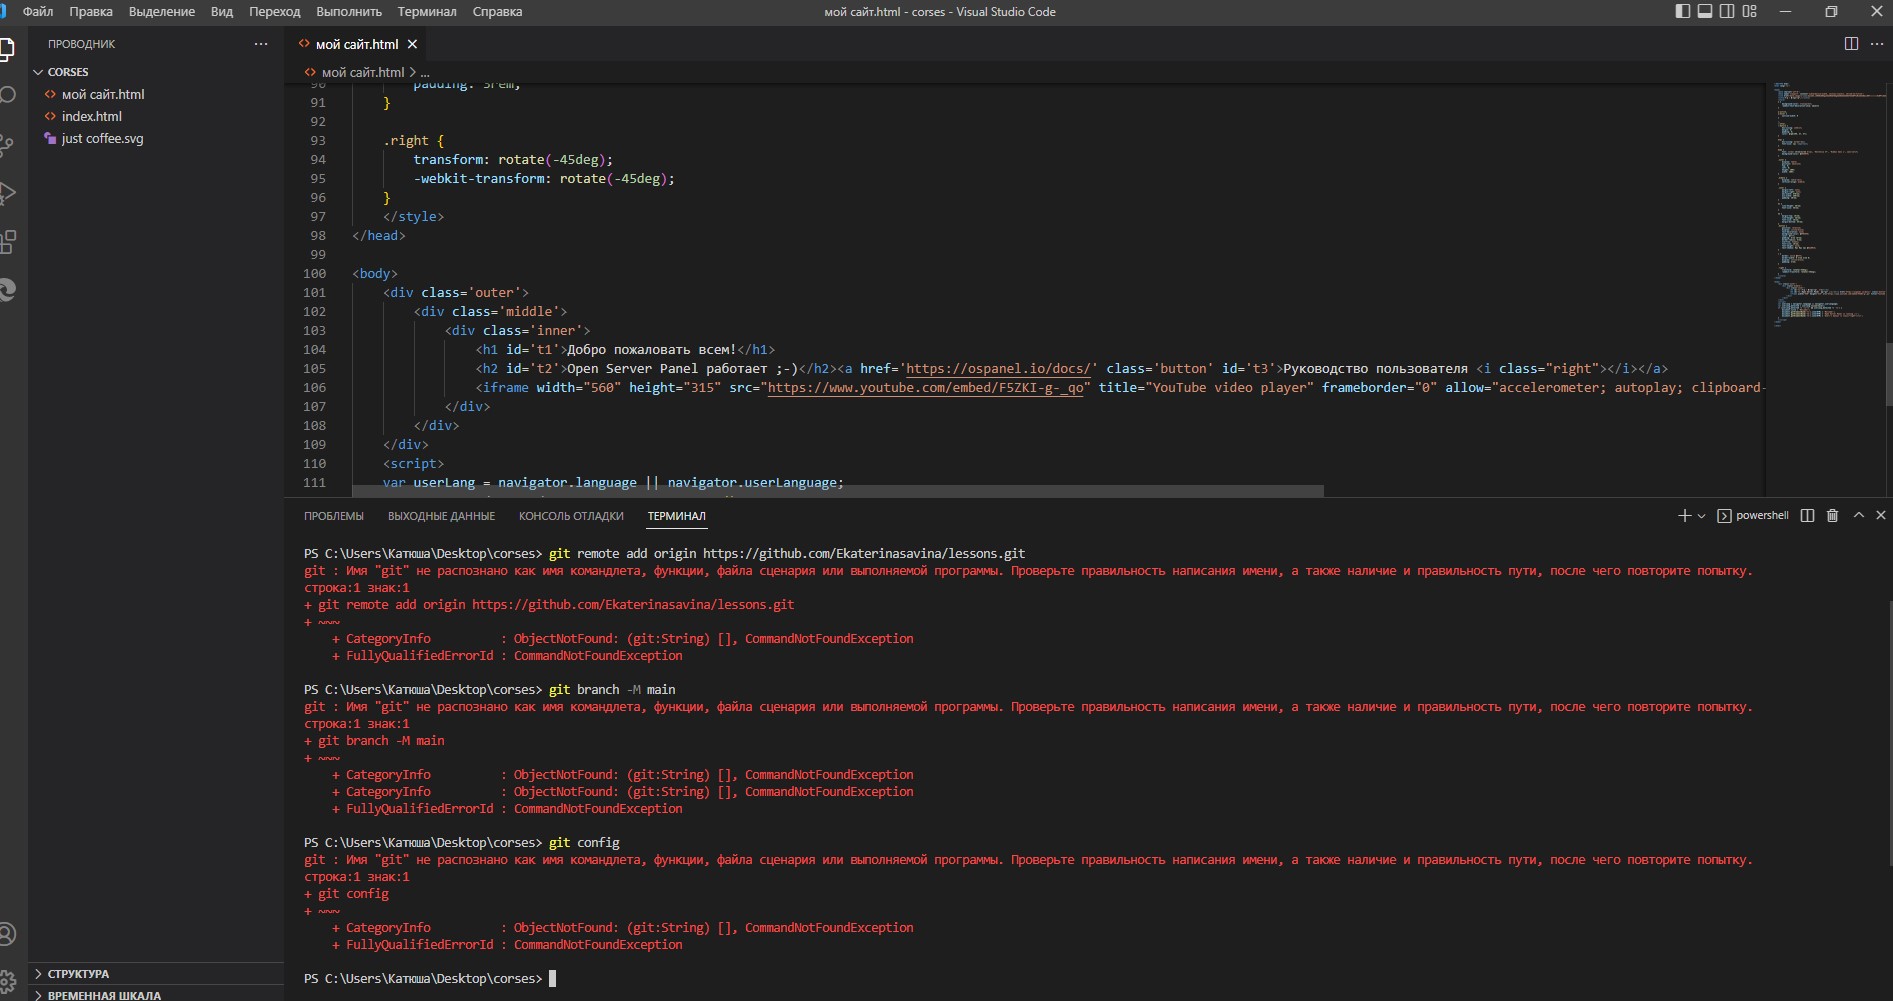 Файл Правка Выделение Вид Переход Выполнить Терминал Справка
мой сайт.html - corses - Visual Studio Code
ПРОВОДНИК
CORSES
мой сайт.html
index.html
just coffee.svg
СТРУКТУРА
ВРЕМЕННАЯ ШКАЛА
мой сайт.html
мой сайт.html > ...
90 padding: 3rem;
91 }
92
93 .right {
94 transform: rotate(-45deg);
95 -webkit-transform: rotate(-45deg);
96 }
97 </style>
98 </head>
99
100 <body>
101 <div class='outer'>
102 <div class='middle'>
103 <div class='inner'>
104 <h1 id='t1'>Добро пожаловать всем!</h1>
105 <h2 id='t2'>Open Server Panel работает ;-)</h2><a href='https://ospanel.io/docs/' class='button' id='t3'>Руководство пользователя <i class="right"></i></a>
106 <iframe width="560" height="315" src="https://www.youtube.com/embed/F5ZKI-g-_qo" title="YouTube video player" frameborder="0" allow="accelerometer; autoplay; clipboard-
107 </div>
108 </div>
109 </div>
110 <script>
111 var userLang = navigator.language || navigator.userLanguage;
ПРОБЛЕМЫ ВЫХОДНЫЕ ДАННЫЕ КОНСОЛЬ ОТЛАДКИ ТЕРМИНАЛ
powershell
PS C:\Users\Катюша\Desktop\corses> git remote add origin https://github.com/Ekaterinasavina/lessons.git
git : Имя "git" не распознано как имя командлета, функции, файла сценария или выполняемой программы. Проверьте правильность написания имени, а также наличие и правильность пути, после чего повторите попытку.
строка:1 знак:1
+ git remote add origin https://github.com/Ekaterinasavina/lessons.git
+ ~~~
+ CategoryInfo : ObjectNotFound: (git:String) [], CommandNotFoundException
+ FullyQualifiedErrorId : CommandNotFoundException
PS C:\Users\Катюша\Desktop\corses> git branch -M main
git : Имя "git" не распознано как имя командлета, функции, файла сценария или выполняемой программы. Проверьте правильность написания имени, а также наличие и правильность пути, после чего повторите попытку.
строка:1 знак:1
+ git branch -M main
+ ~~~
+ CategoryInfo : ObjectNotFound: (git:String) [], CommandNotFoundException
+ CategoryInfo : ObjectNotFound: (git:String) [], CommandNotFoundException
+ FullyQualifiedErrorId : CommandNotFoundException
PS C:\Users\Катюша\Desktop\corses> git config
git : Имя "git" не распознано как имя командлета, функции, файла сценария или выполняемой программы. Проверьте правильность написания имени, а также наличие и правильность пути, после чего повторите попытку.
строка:1 знак:1
+ git config
+ ~~~
+ CategoryInfo : ObjectNotFound: (git:String) [], CommandNotFoundException
+ FullyQualifiedErrorId : CommandNotFoundException
PS C:\Users\Катюша\Desktop\corses>